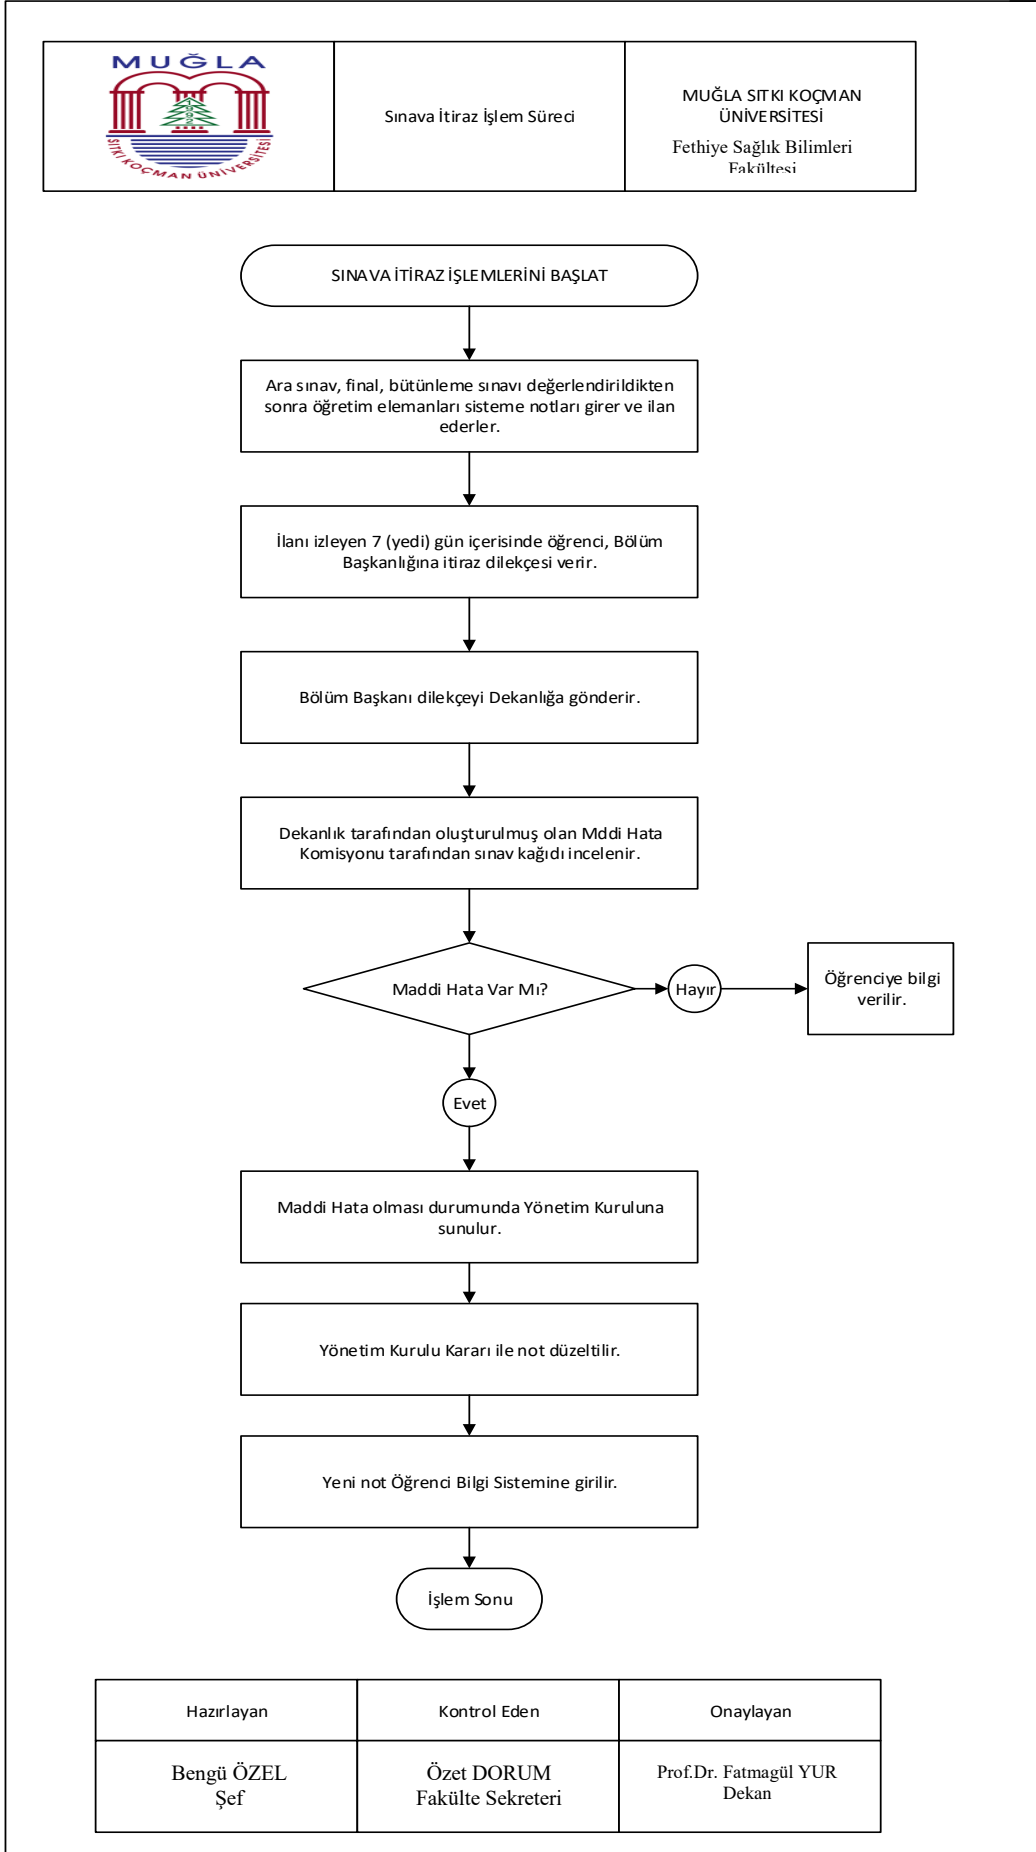 MUĞLA
1992
SITKI KOÇMAN ÜNİVERSİTESİ
Sınava İtiraz İşlem Süreci
MUĞLA SITKI KOÇMAN
ÜNİVERSİTESİ
Fethiye Sağlık Bilimleri
Fakültesi
SINAVA İTİRAZ İŞLEMLERİNİ BAŞLAT
Ara sınav, final, bütünleme sınavı değerlendirildikten
sonra öğretim elemanları sisteme notları girer ve ilan
ederler.
İlanı izleyen 7 (yedi) gün içerisinde öğrenci, Bölüm
Başkanlığına itiraz dilekçesi verir.
Bölüm Başkanı dilekçeyi Dekanlığa gönderir.
Dekanlık tarafından oluşturulmuş olan Mddi Hata
Komisyonu tarafından sınav kağıdı incelenir.
Maddi Hata Var Mı?
Hayır
Öğrenciye bilgi
verilir.
Evet
Maddi Hata olması durumunda Yönetim Kuruluna
sunulur.
Yönetim Kurulu Kararı ile not düzeltilir.
Yeni not Öğrenci Bilgi Sistemine girilir.
İşlem Sonu
Hazırlayan
Kontrol Eden
Onaylayan
Bengü ÖZEL
Şef
Özet DORUM
Fakülte Sekreteri
Prof.Dr. Fatmagül YUR
Dekan